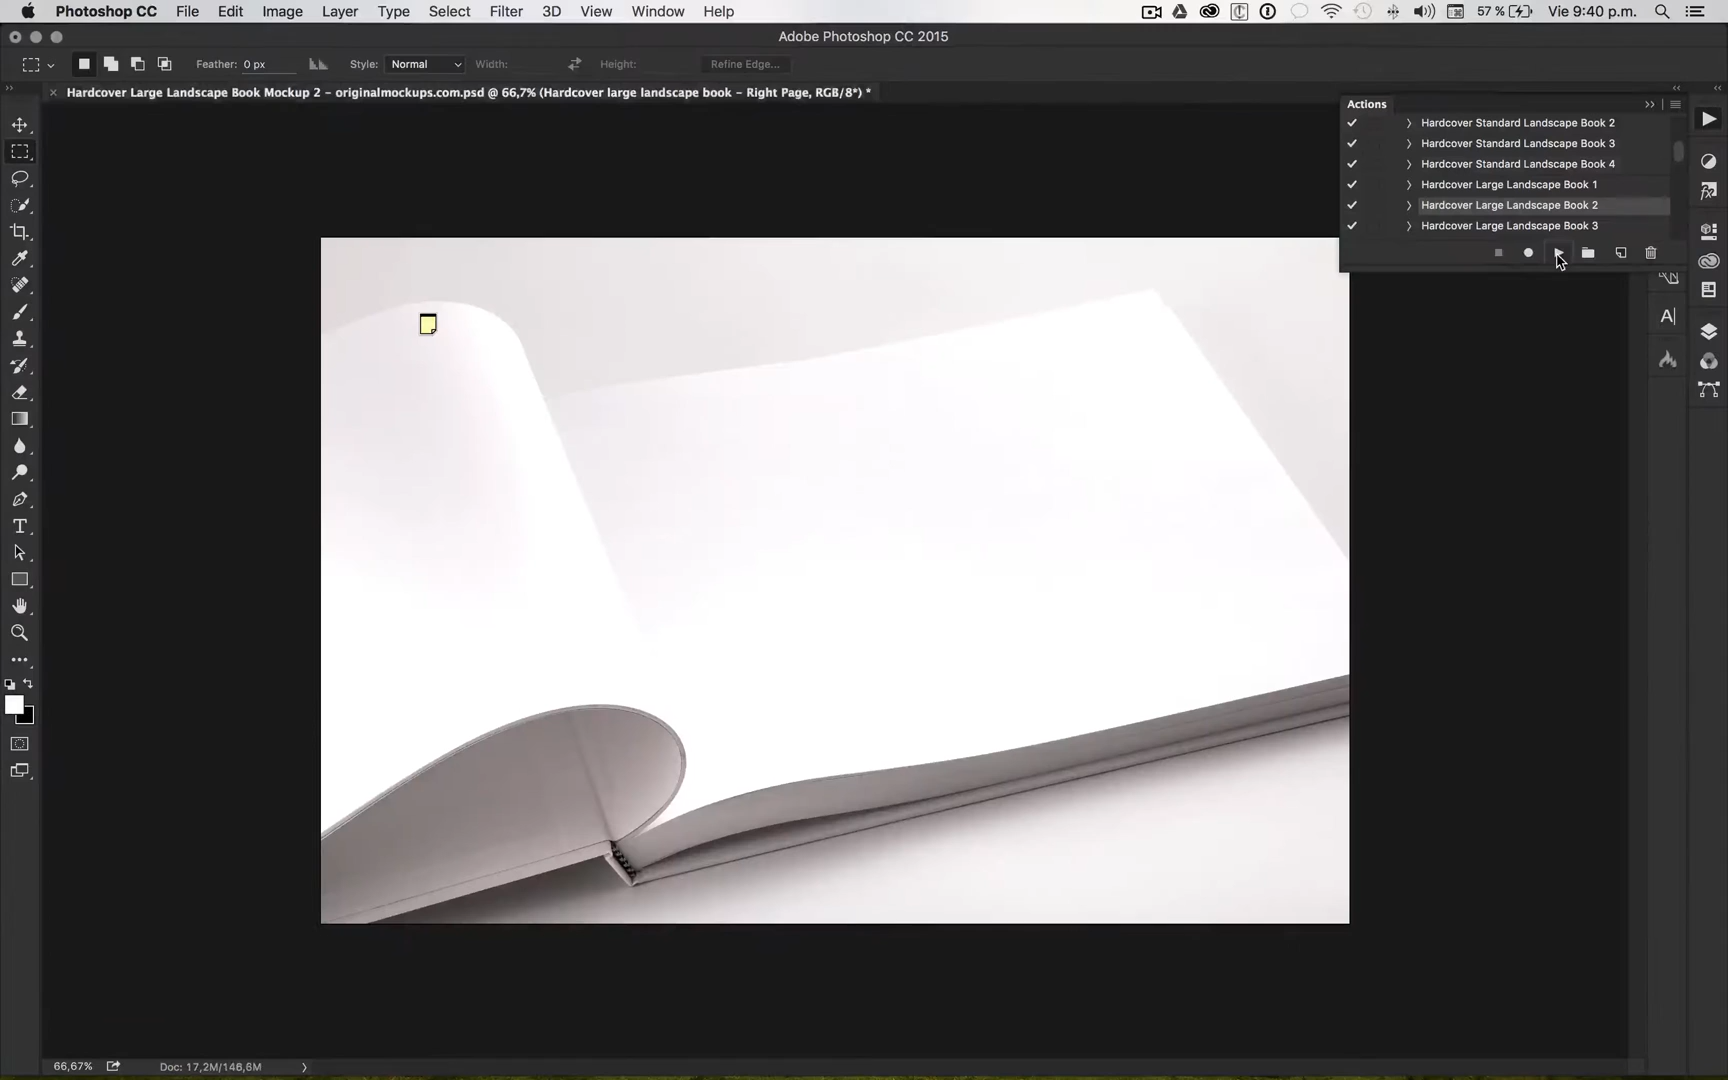 Photoshop CC File Edit Image Layer Type Select Filter 3D View Window Help 57 % Vie 9:40 p.m.
Adobe Photoshop CC 2015
Feather: 0 px Style: Normal Width: Height: Refine Edge...
Hardcover Large Landscape Book Mockup 2 – originalmockups.com.psd @ 66,7% (Hardcover large landscape book – Right Page, RGB/8*) *
Actions
Hardcover Standard Landscape Book 2
Hardcover Standard Landscape Book 3
Hardcover Standard Landscape Book 4
Hardcover Large Landscape Book 1
Hardcover Large Landscape Book 2
Hardcover Large Landscape Book 3
66,67% Doc: 17,2M/146,6M